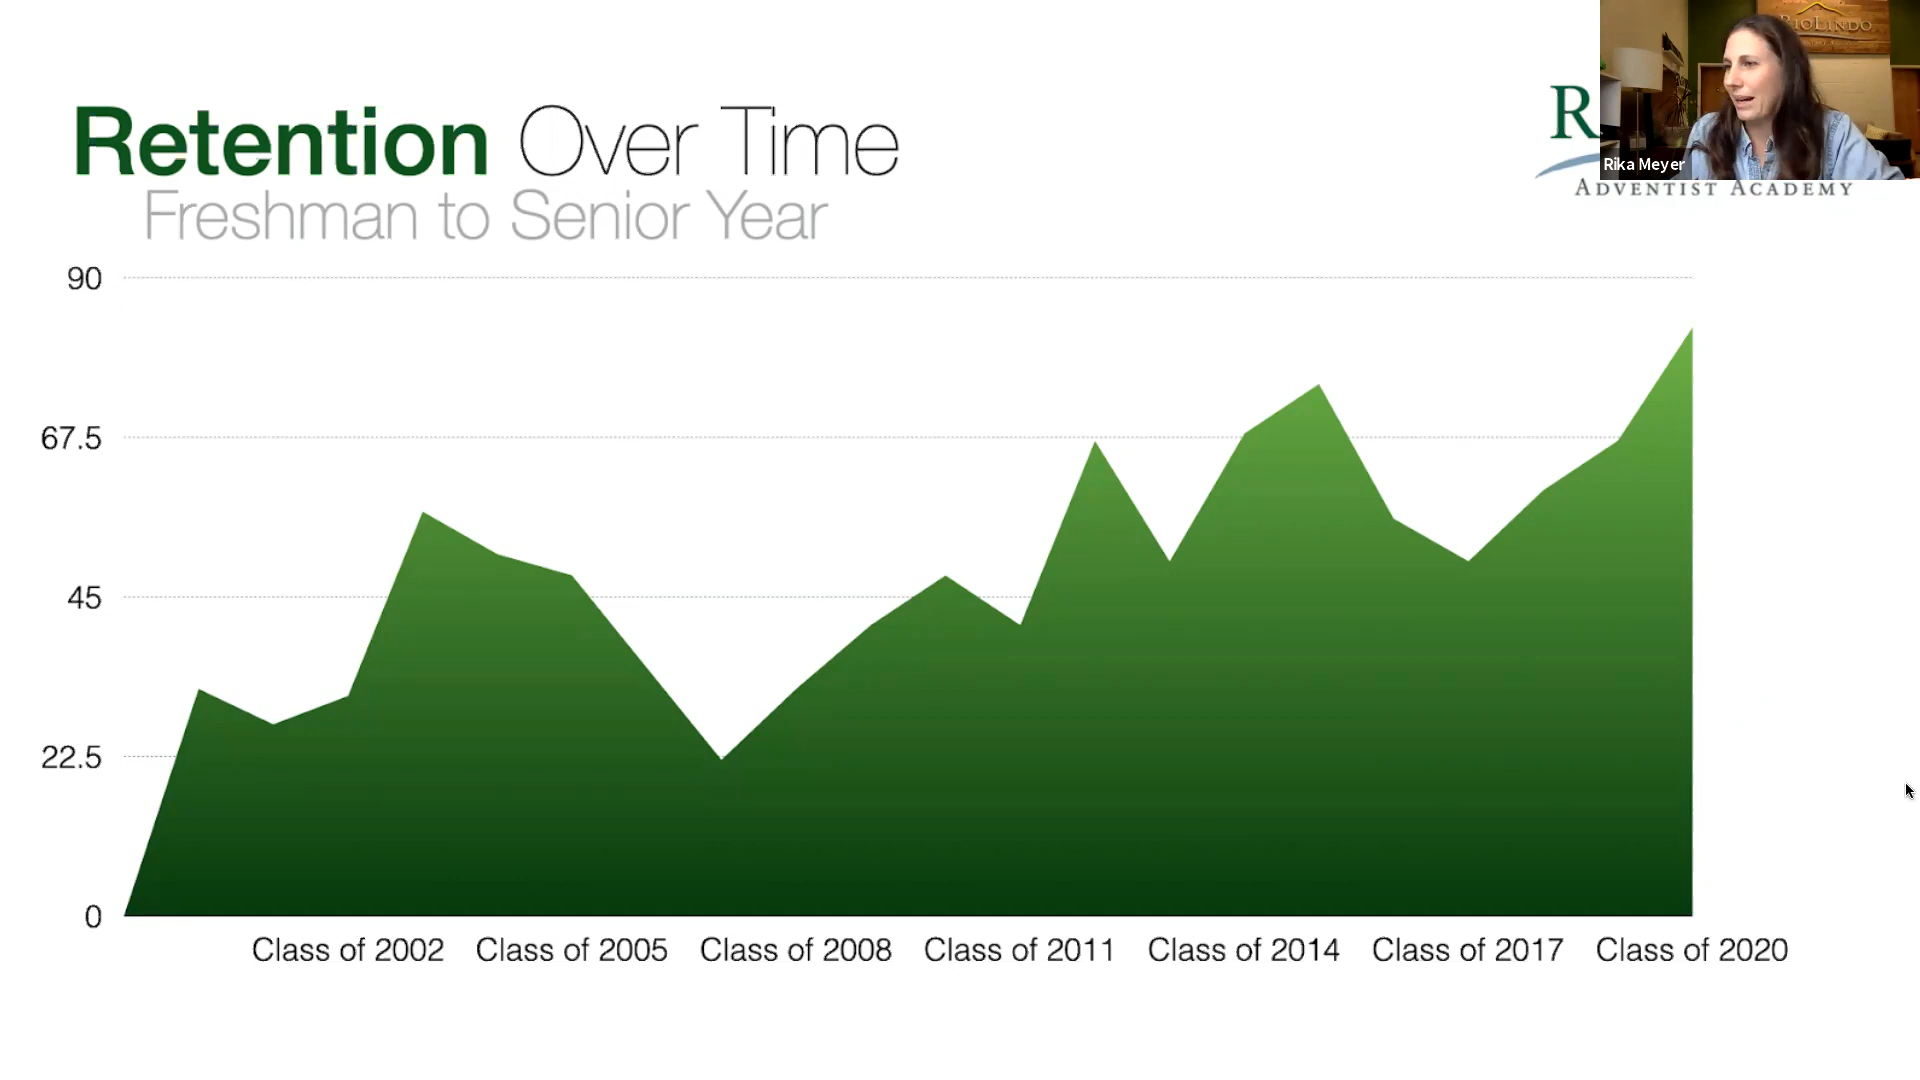 Retention Over Time
Freshman to Senior Year
R
ADVENTIST ACADEMY
RIOLINDO
Rika Meyer
90
67.5
45
22.5
0
Class of 2002
Class of 2005
Class of 2008
Class of 2011
Class of 2014
Class of 2017
Class of 2020